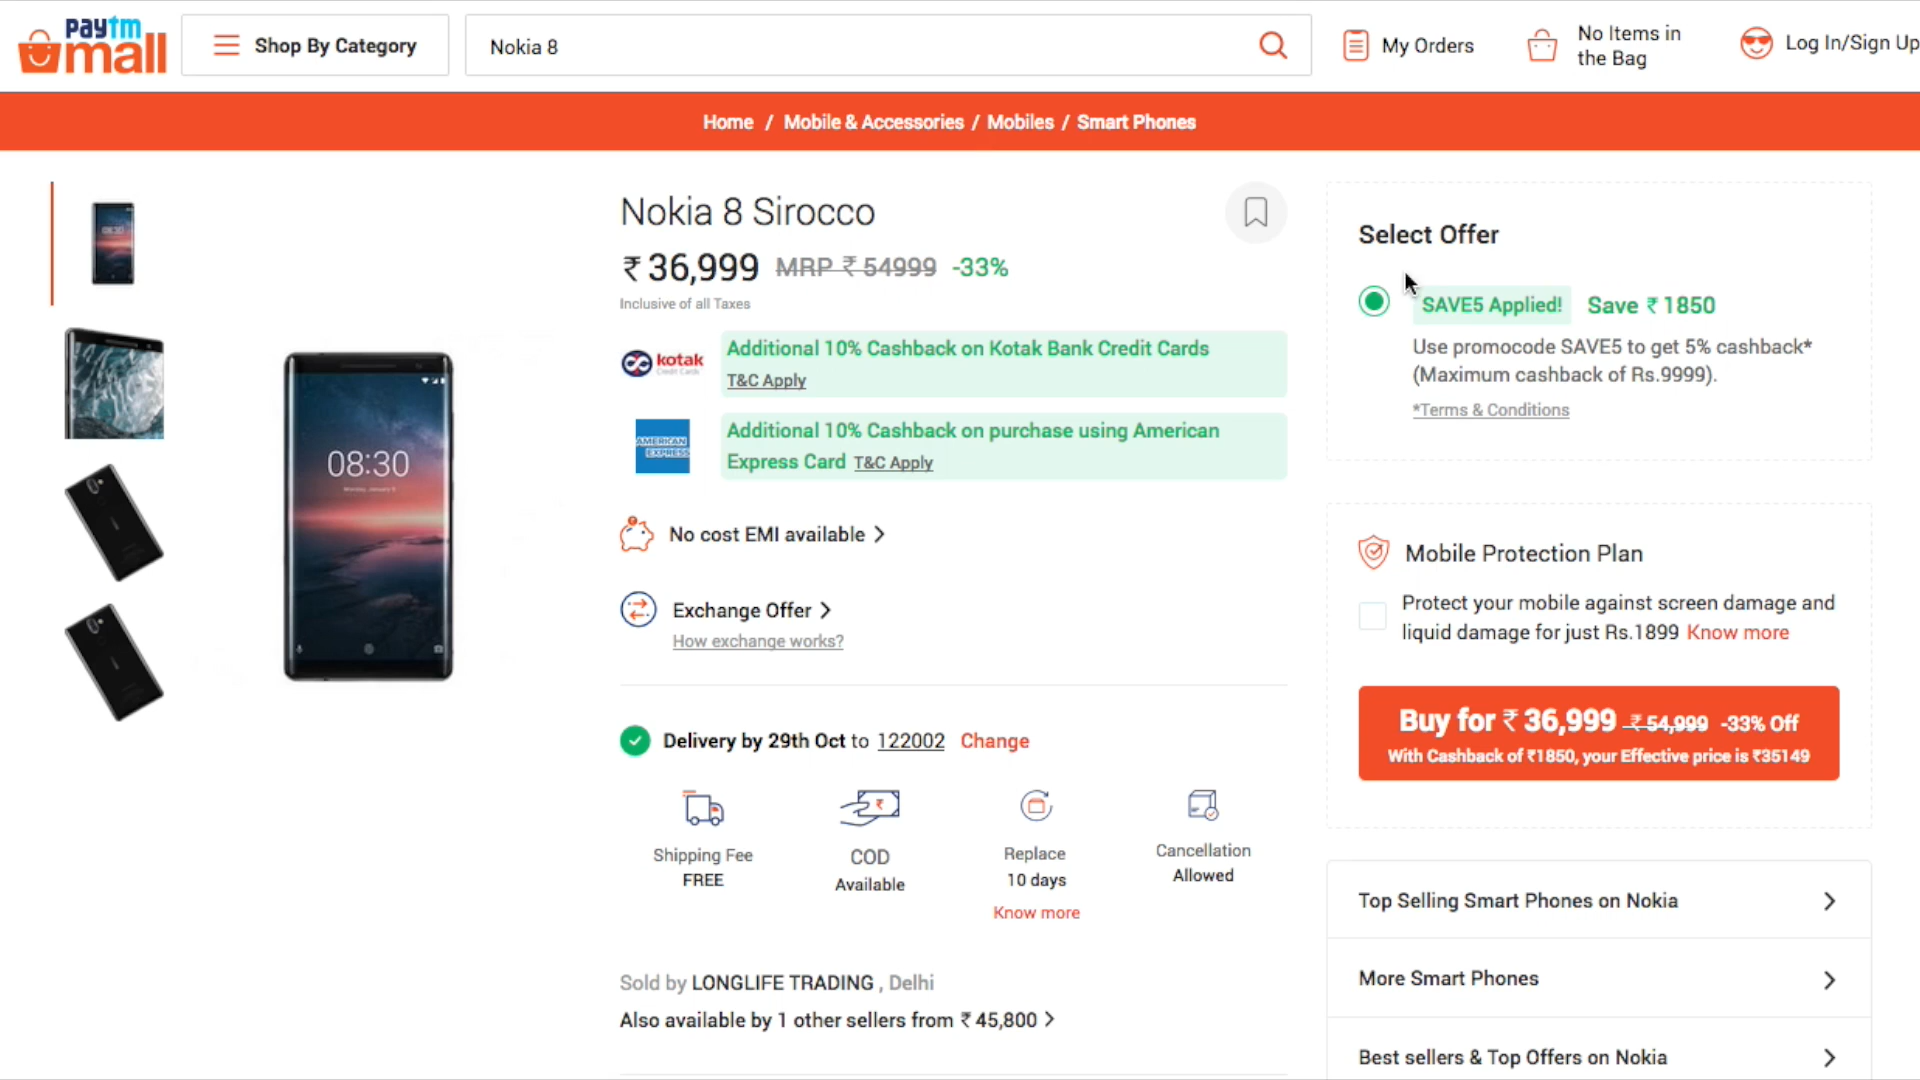 paytm
mall
Shop By Category
Nokia 8
My Orders
No Items in
the Bag
Log In/Sign Up
Home / Mobile & Accessories / Mobiles / Smart Phones
Nokia 8 Sirocco
₹ 36,999 MRP ₹ 54999 -33%
Inclusive of all Taxes
kotak
Credit Cards
Additional 10% Cashback on Kotak Bank Credit Cards
T&C Apply
AMERICAN
EXPRESS
Additional 10% Cashback on purchase using American
Express Card T&C Apply
No cost EMI available
Exchange Offer
How exchange works?
08:30
Delivery by 29th Oct to 122002 Change
Shipping Fee
FREE
COD
Available
Replace
10 days
Know more
Cancellation
Allowed
Sold by LONGLIFE TRADING , Delhi
Also available by 1 other sellers from ₹ 45,800
Select Offer
SAVE5 Applied! Save ₹ 1850
Use promocode SAVE5 to get 5% cashback*
(Maximum cashback of Rs.9999).
*Terms & Conditions
Mobile Protection Plan
Protect your mobile against screen damage and
liquid damage for just Rs.1899 Know more
Buy for ₹ 36,999 ₹ 54,999 -33% Off
With Cashback of ₹1850, your Effective price is ₹35149
Top Selling Smart Phones on Nokia
More Smart Phones
Best sellers & Top Offers on Nokia